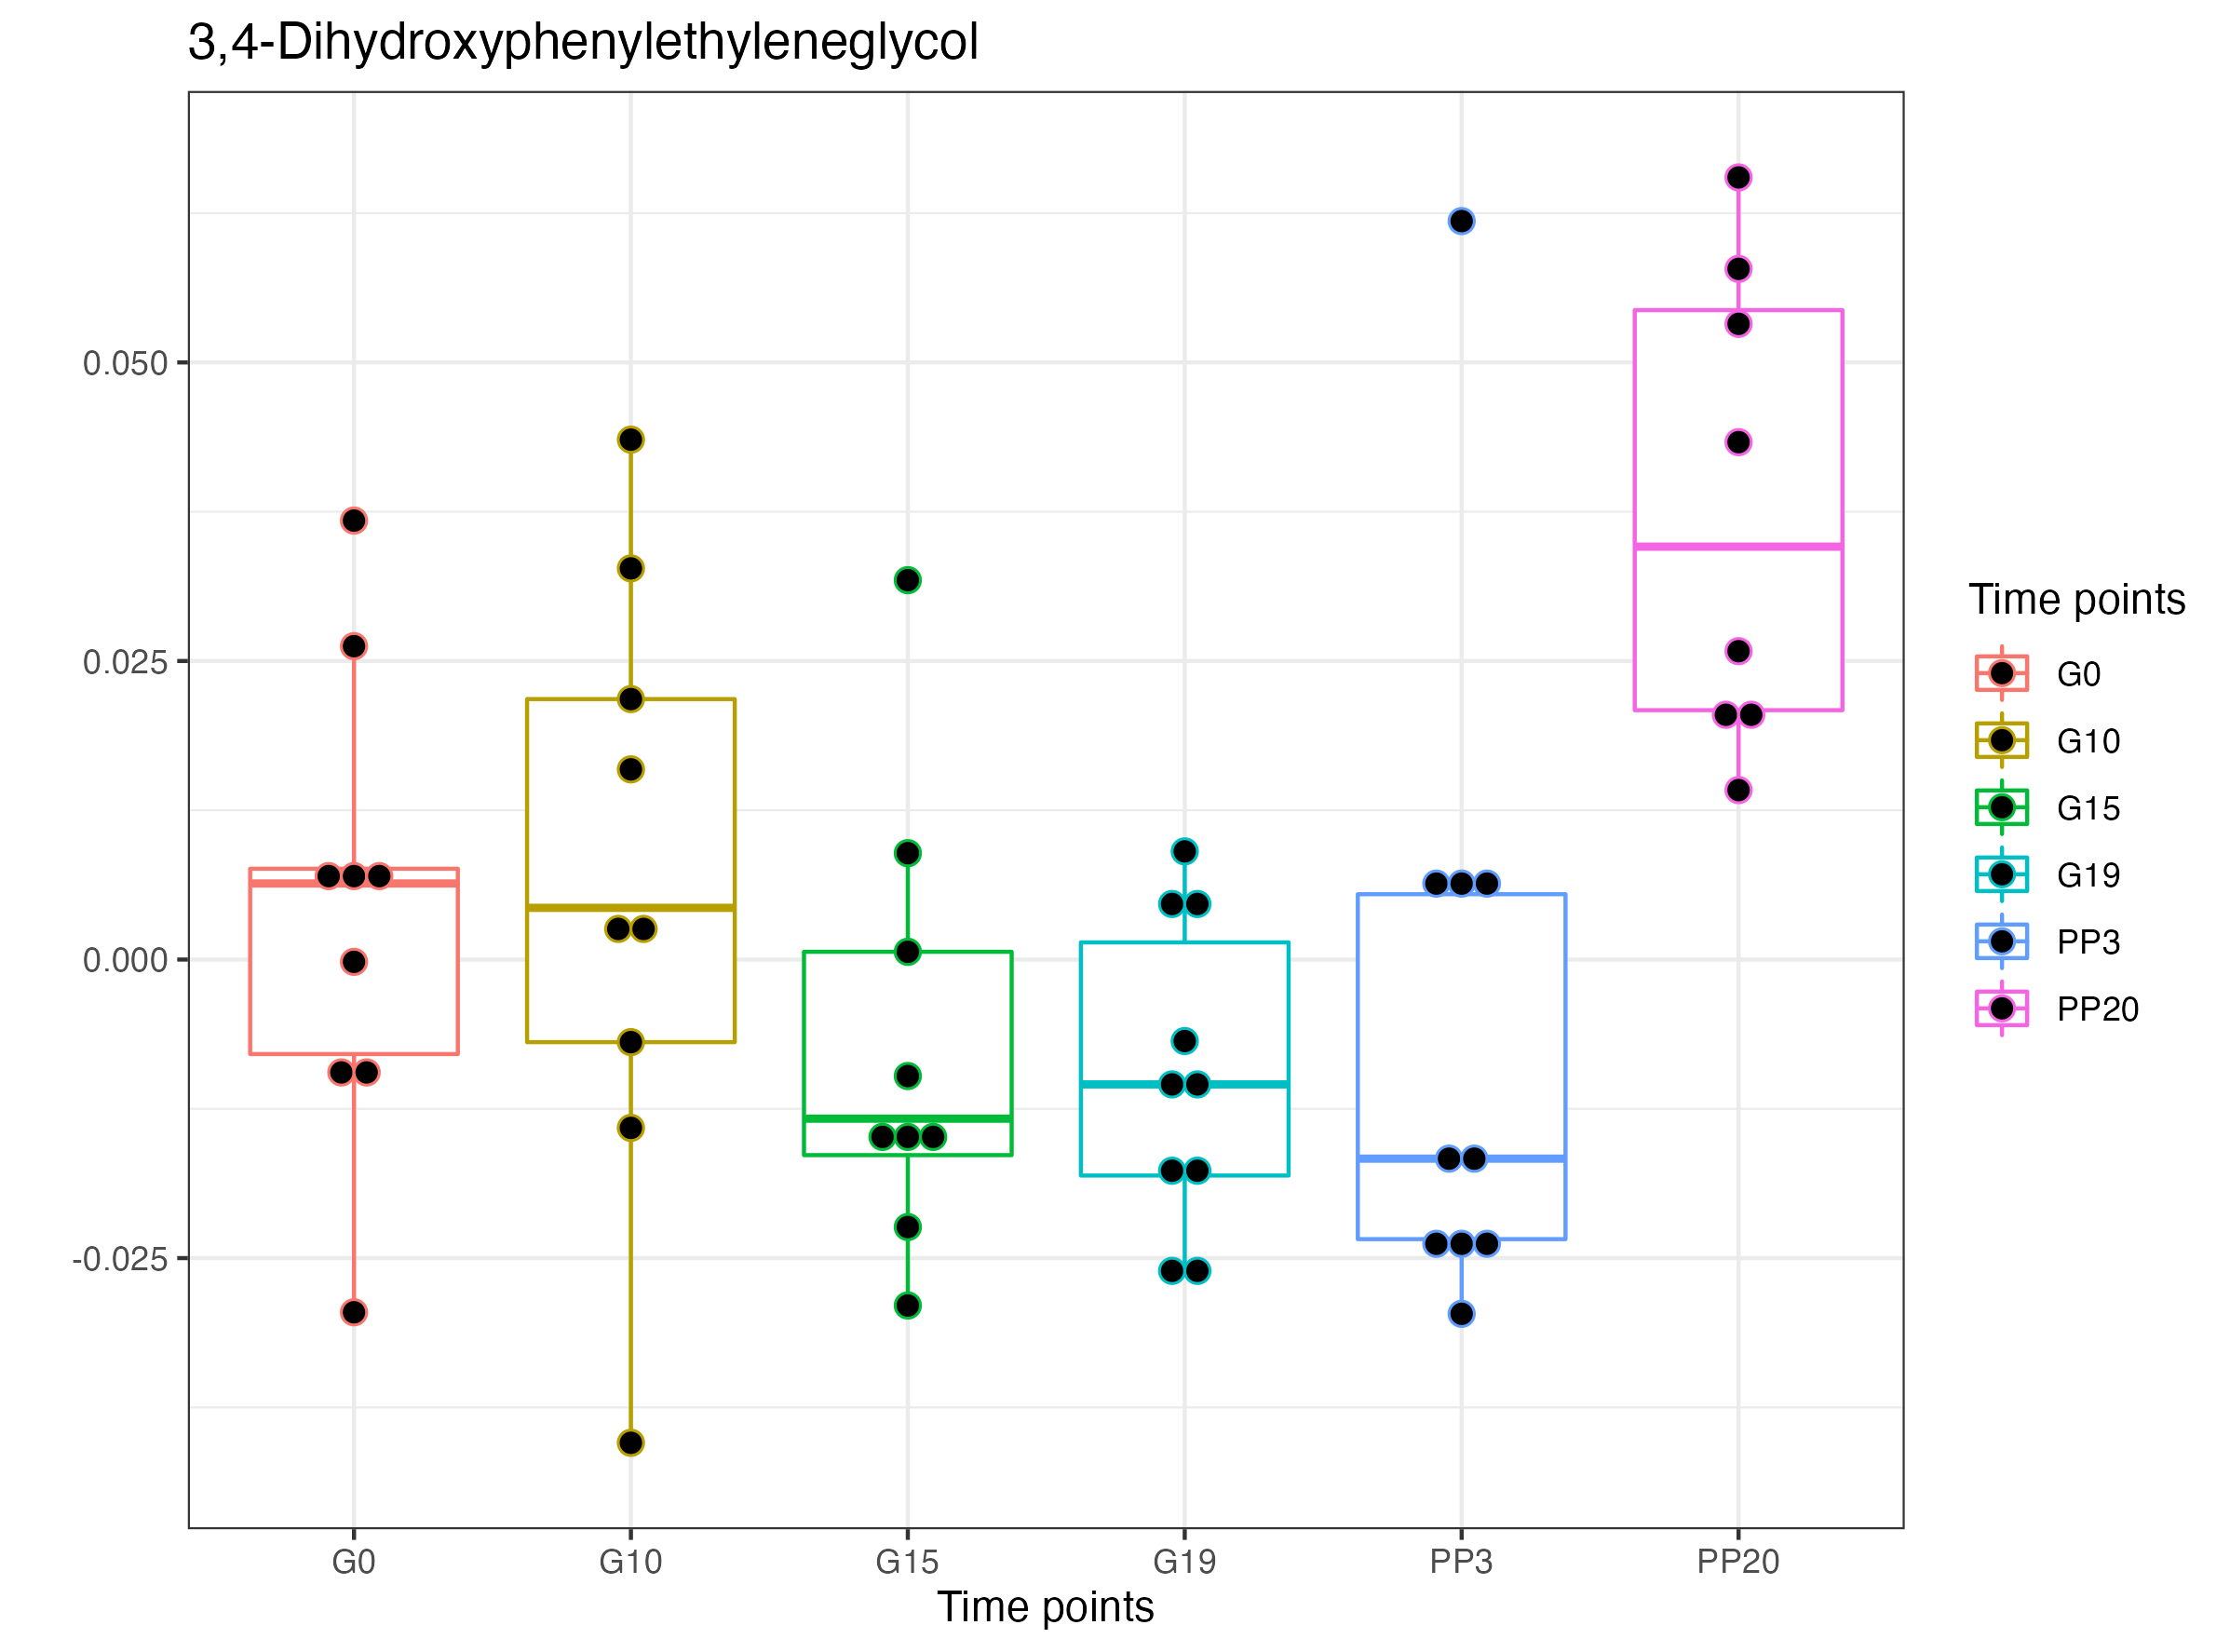 3,4-Dihydroxyphenylethyleneglycol
0.050
0.025
0.000
-0.025
G0 G10 G15 G19 PP3 PP20
Time points
Time points
G0
G10
G15
G19
PP3
PP20